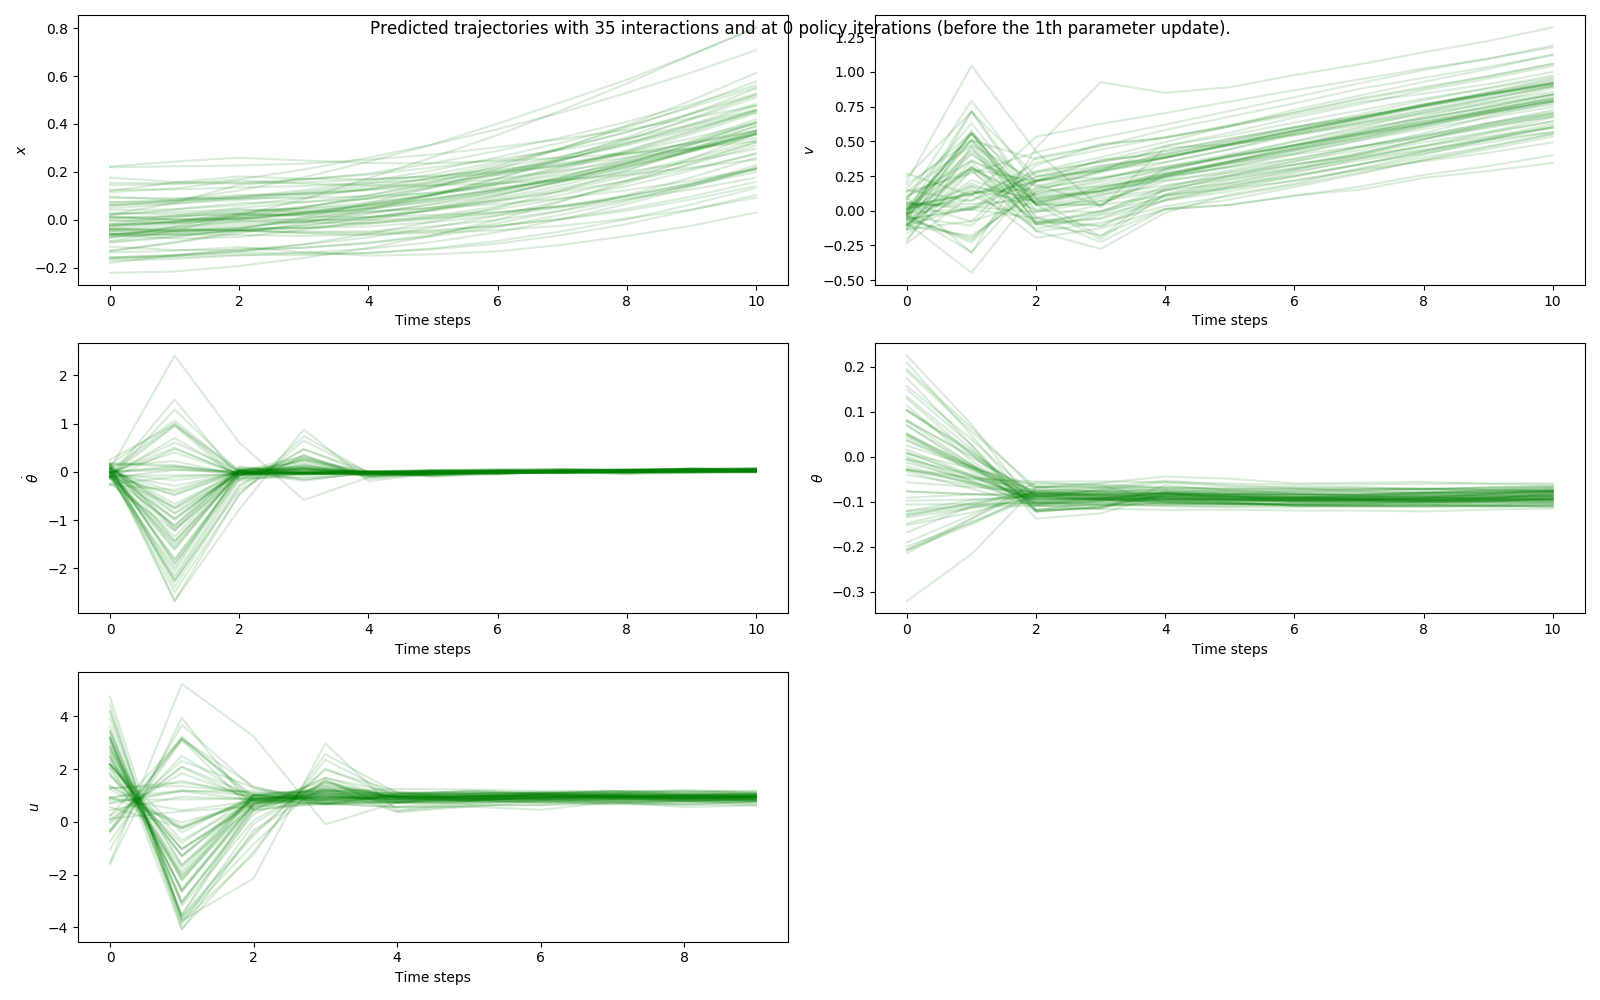 Predicted trajectories with 35 interactions and at 0 policy iterations (before the 1th parameter update).
0.8
0.6
0.4
0.2
0.0
−0.2
x
0 2 4 6 8 10
Time steps
1.25
1.00
0.75
0.50
0.25
0.00
−0.25
−0.50
v
0 2 4 6 8 10
Time steps
2
1
0
−1
−2
θ̇
0 2 4 6 8 10
Time steps
0.2
0.1
0.0
−0.1
−0.2
−0.3
θ
0 2 4 6 8 10
Time steps
4
2
0
−2
−4
u
0 2 4 6 8
Time steps